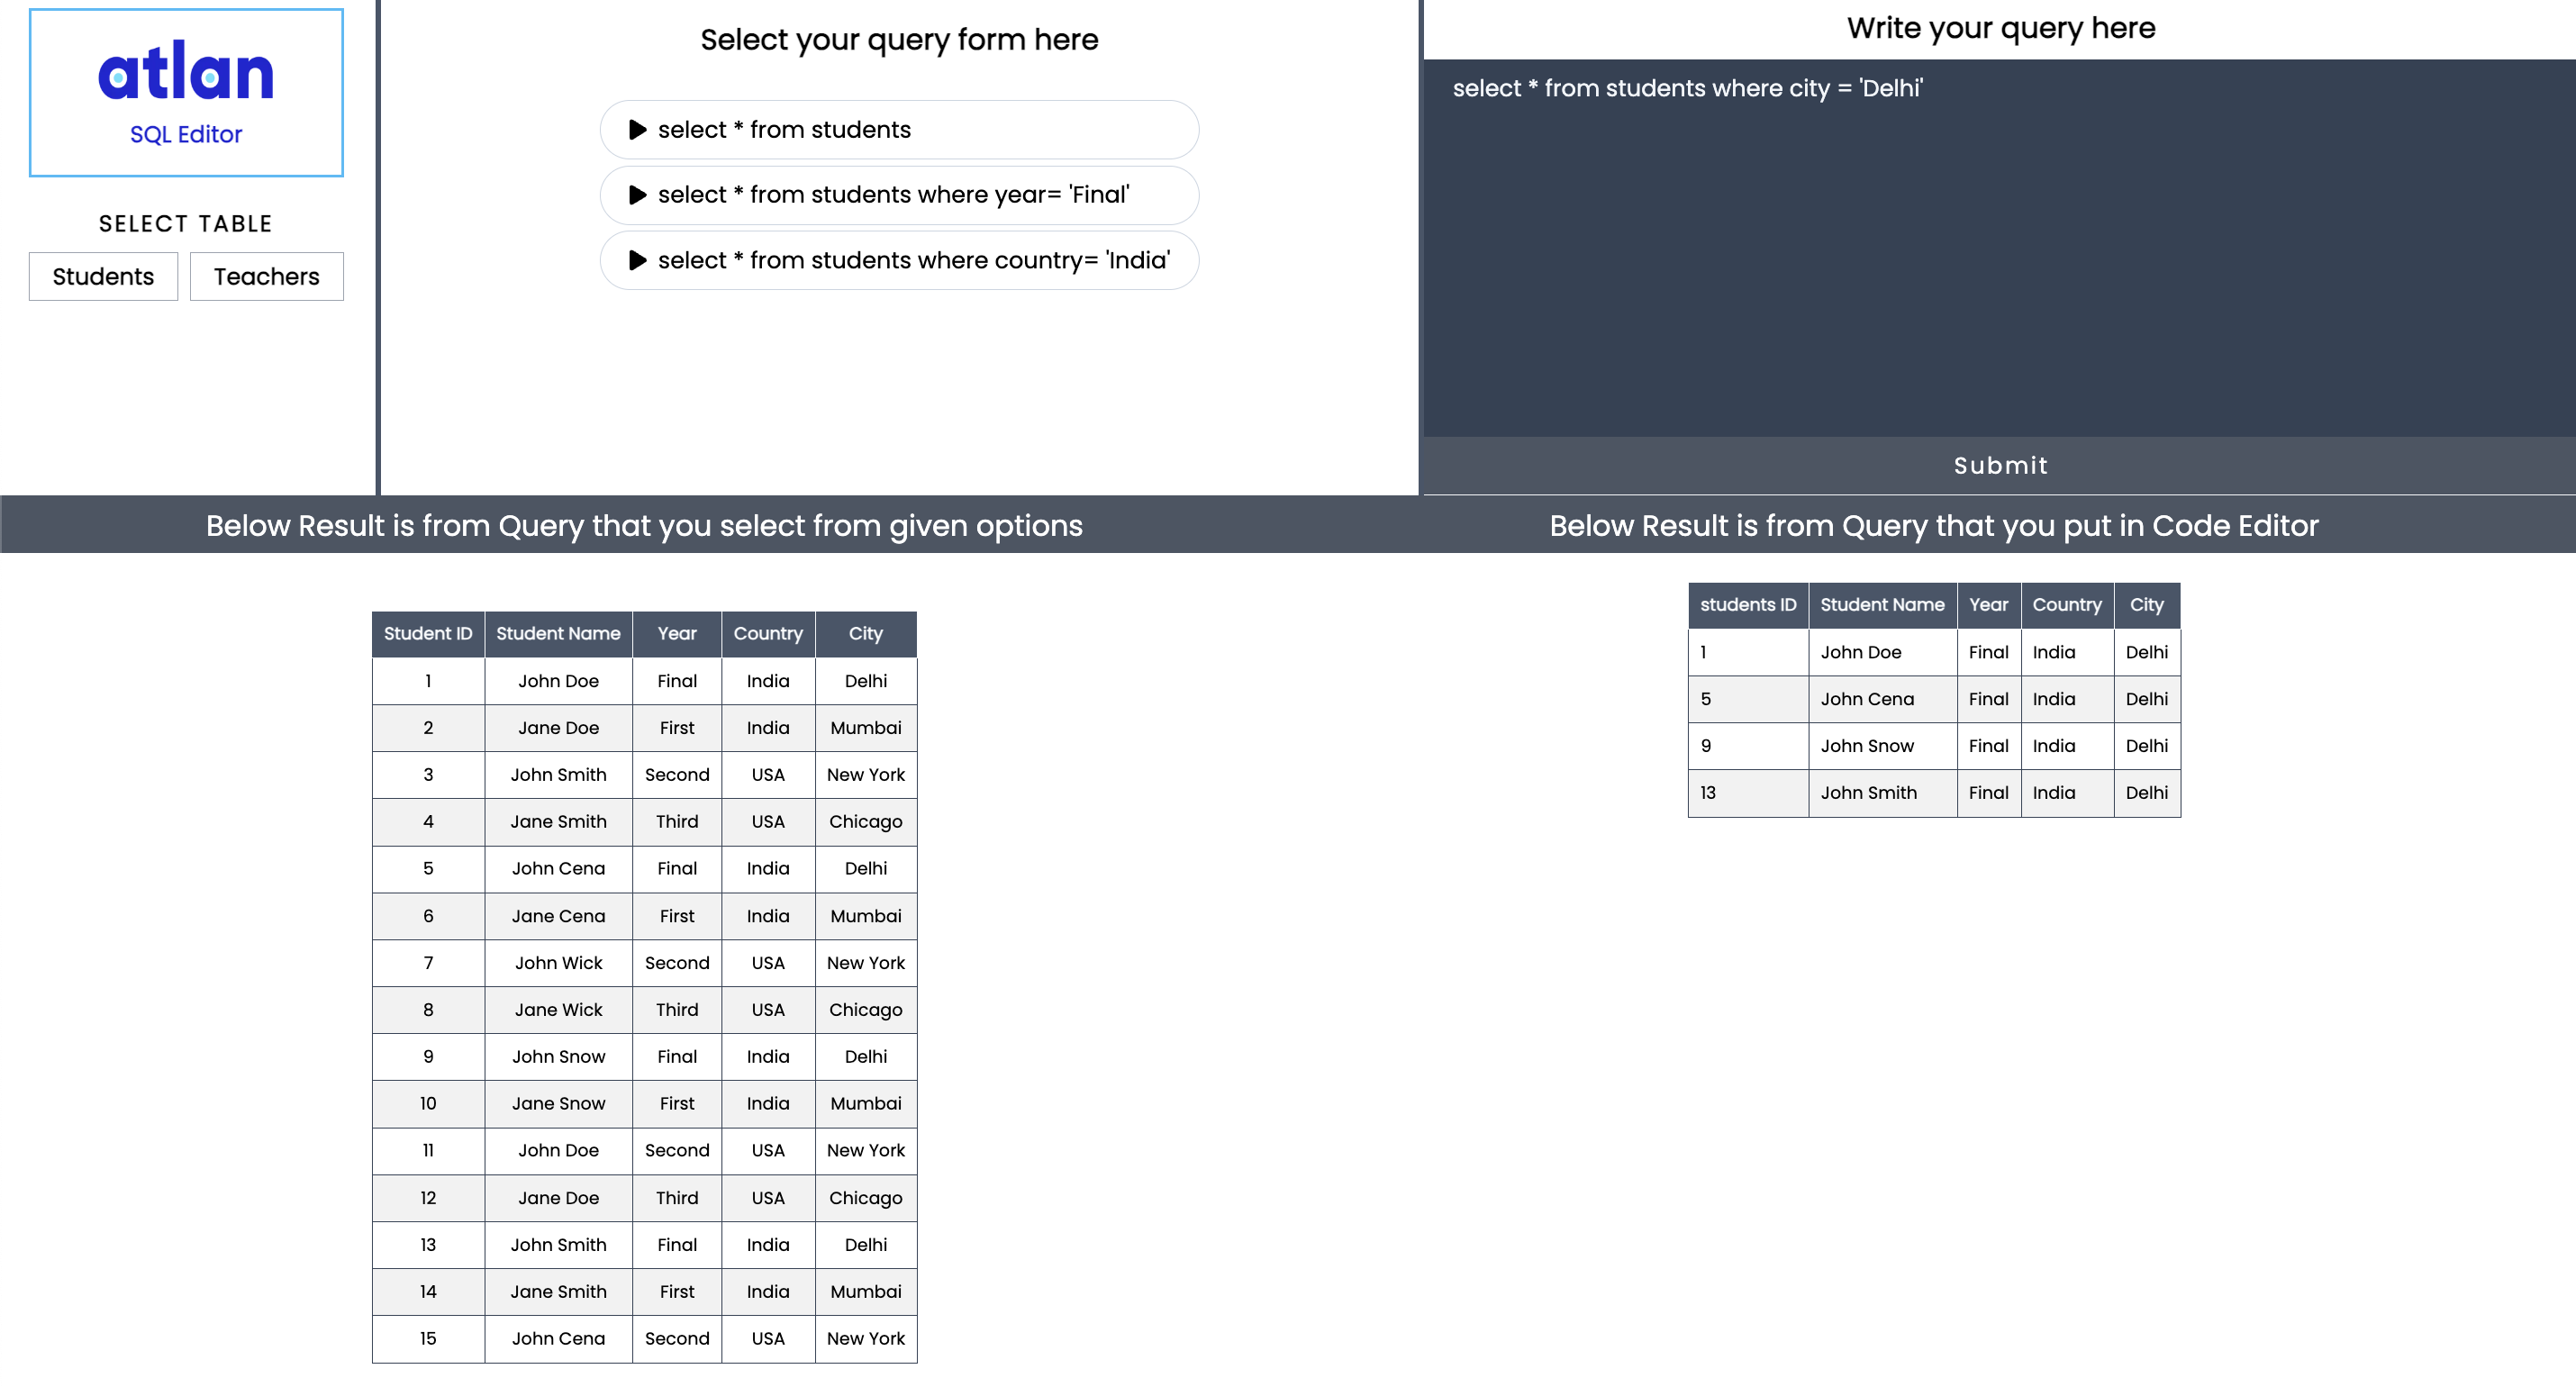 atlan
SQL Editor
SELECT TABLE
Students Teachers
Select your query form here
select * from students
select * from students where year= 'Final'
select * from students where country= 'India'
Write your query here
select * from students where city = 'Delhi'
Submit
Below Result is from Query that you select from given options
Student ID Student Name Year Country City
1 John Doe Final India Delhi
2 Jane Doe First India Mumbai
3 John Smith Second USA New York
4 Jane Smith Third USA Chicago
5 John Cena Final India Delhi
6 Jane Cena First India Mumbai
7 John Wick Second USA New York
8 Jane Wick Third USA Chicago
9 John Snow Final India Delhi
10 Jane Snow First India Mumbai
11 John Doe Second USA New York
12 Jane Doe Third USA Chicago
13 John Smith Final India Delhi
14 Jane Smith First India Mumbai
15 John Cena Second USA New York
Below Result is from Query that you put in Code Editor
students ID Student Name Year Country City
1 John Doe Final India Delhi
5 John Cena Final India Delhi
9 John Snow Final India Delhi
13 John Smith Final India Delhi